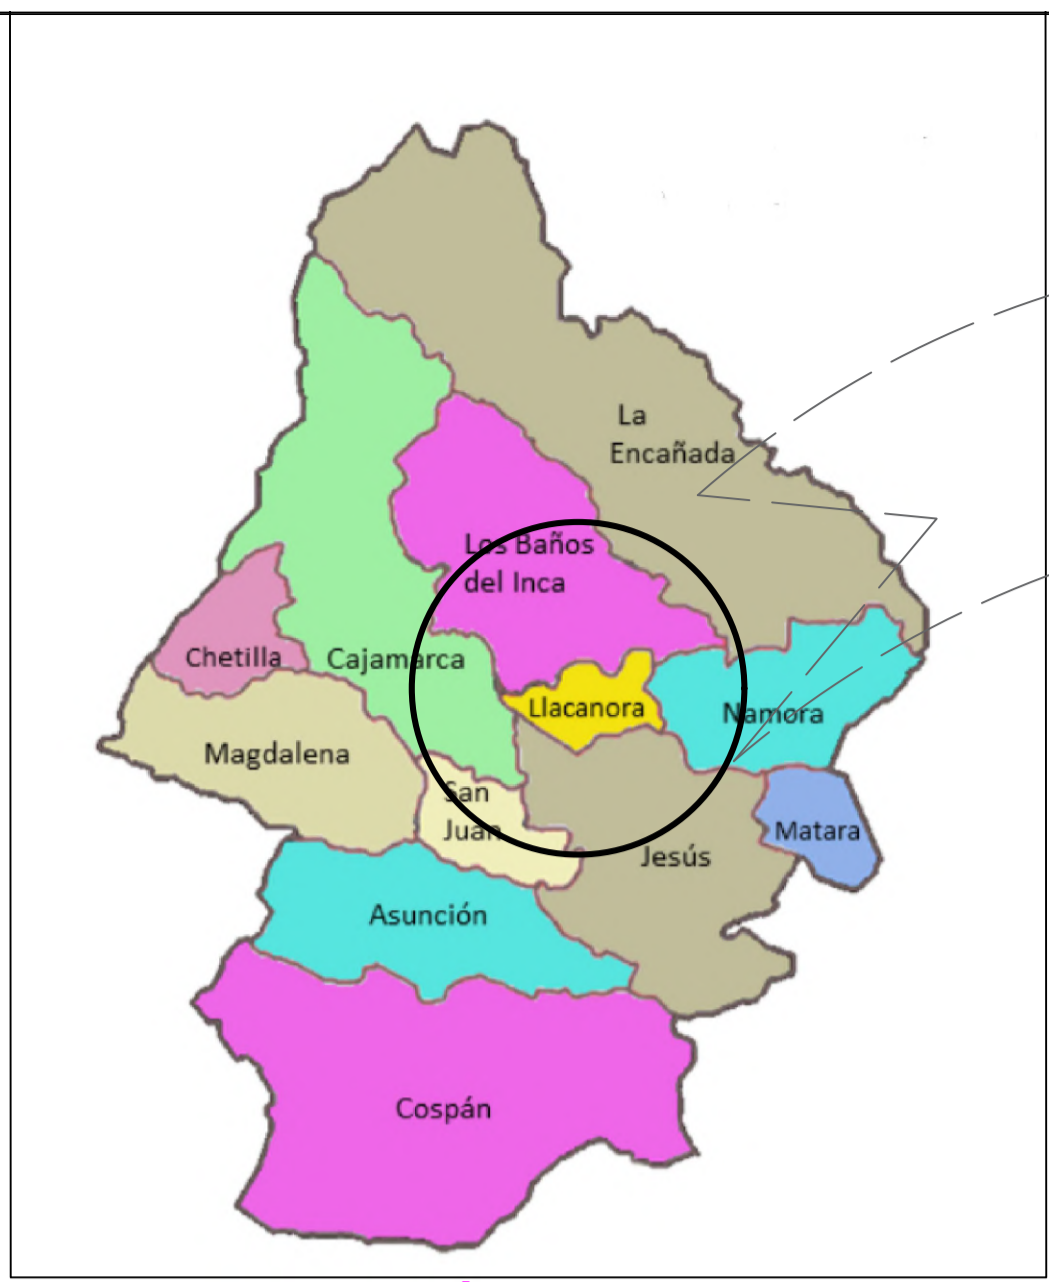 La
Encañada
Los Baños
del Inca
Chetilla
Cajamarca
Llacanora
Namora
Magdalena
San
Juan
Matara
Jesús
Asunción
Cospán